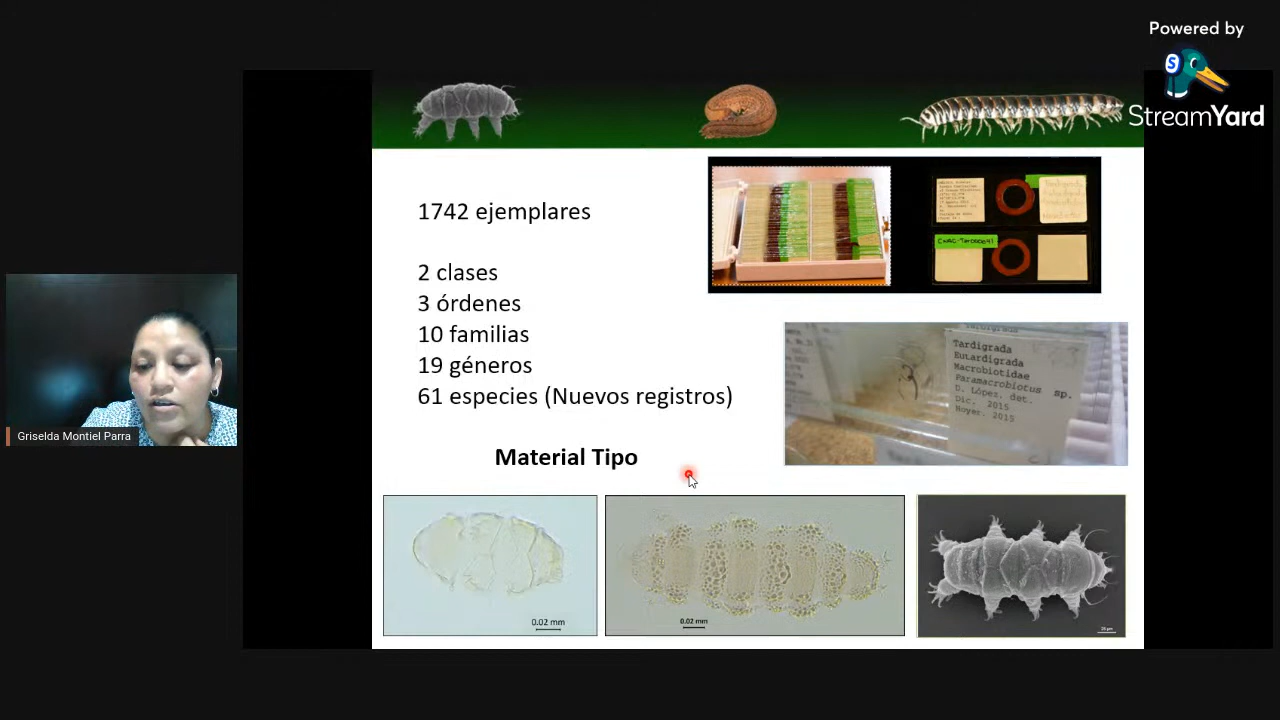 Powered by
StreamYard
1742 ejemplares
2 clases
3 órdenes
10 familias
19 géneros
61 especies (Nuevos registros)
Material Tipo
Tardigrada
Eutardigrada
Macrobiotidae
Paramacrobiotus sp.
D. López. det.
Dic. 2015
Hoyer. 2015
Griselda Montiel Parra
0.02 mm
0.02 mm